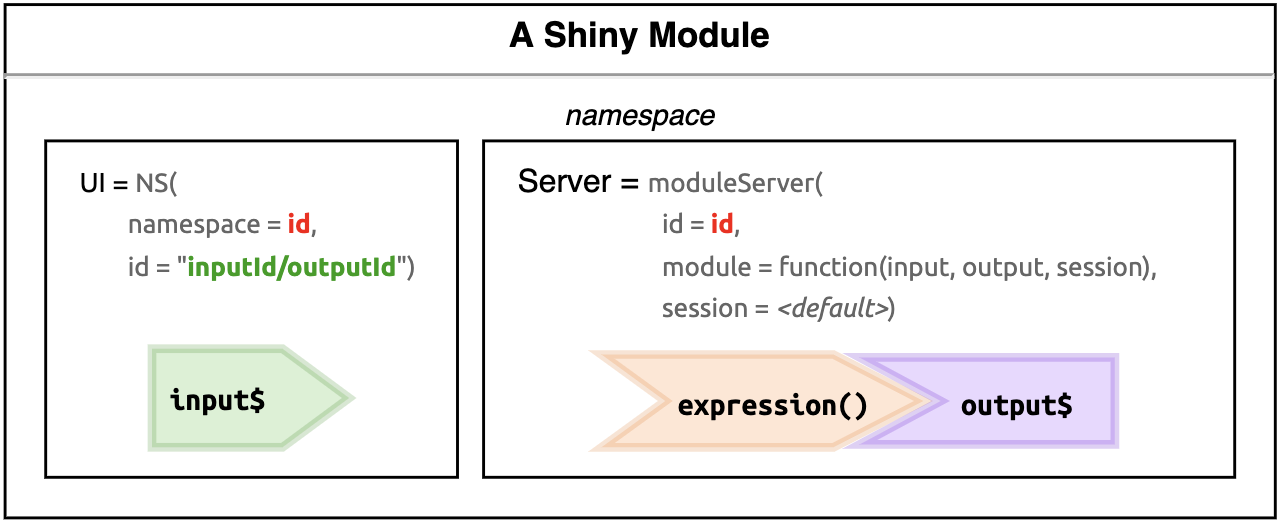 A Shiny Module
namespace
UI = NS(
namespace = id,
id = "inputId/outputId")
input$
Server = moduleServer(
id = id,
module = function(input, output, session),
session = <default>)
expression()
output$